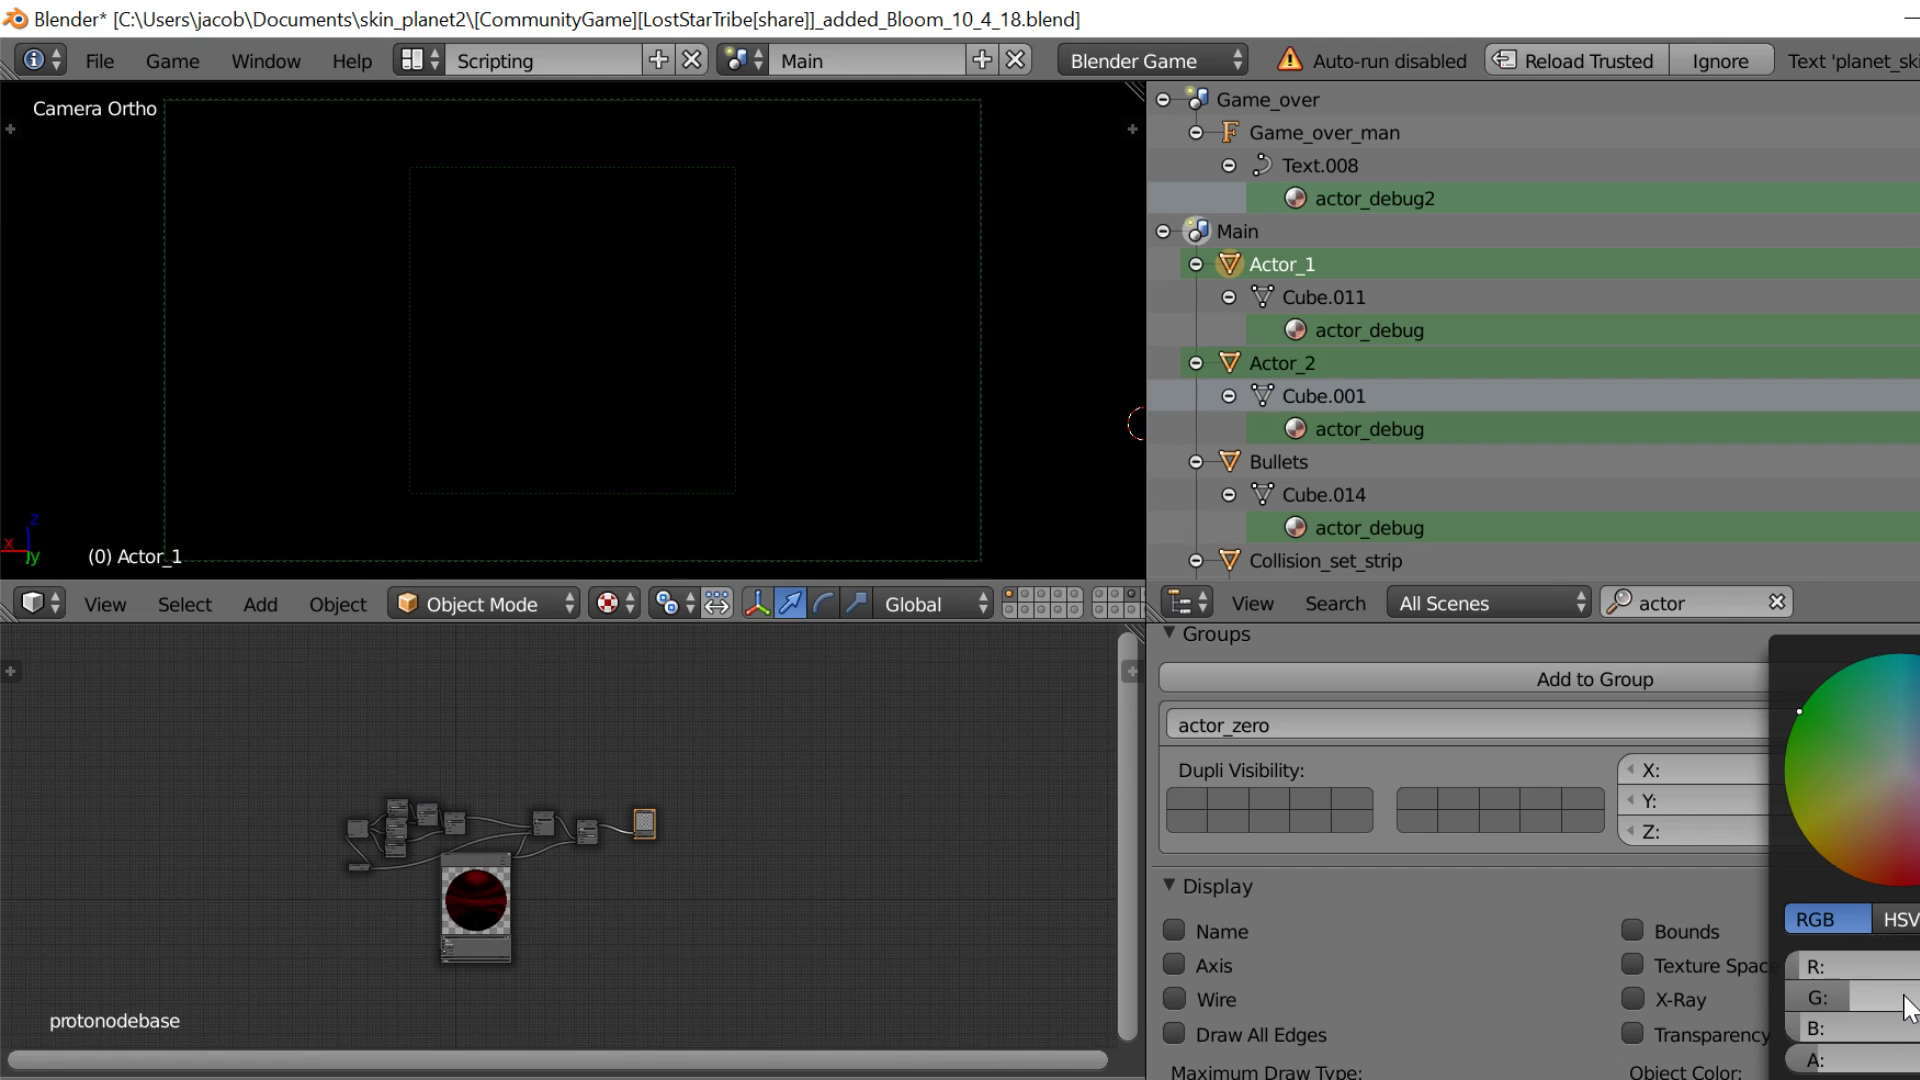 Blender* [C:\Users\jacob\Documents\skin_planet2\[CommunityGame][LostStarTribe[share]]_added_Bloom_10_4_18.blend]
File Game Window Help Scripting Main Blender Game Auto-run disabled Reload Trusted Ignore Text 'planet_sk
Camera Ortho
z
x
y
(0) Actor_1
Game_over
F Game_over_man
Text.008
actor_debug2
Main
Actor_1
Cube.011
actor_debug
Actor_2
Cube.001
actor_debug
Bullets
Cube.014
actor_debug
Collision_set_strip
View Select Add Object Object Mode Global
View Search All Scenes actor
protonodebase
Groups
Add to Group
actor_zero
Dupli Visibility:
X:
Y:
Z:
Display
Name Bounds
Axis Texture Space
Wire X-Ray
Draw All Edges Transparency
Maximum Draw Type: Object Color:
RGB HSV
R:
G:
B:
A: